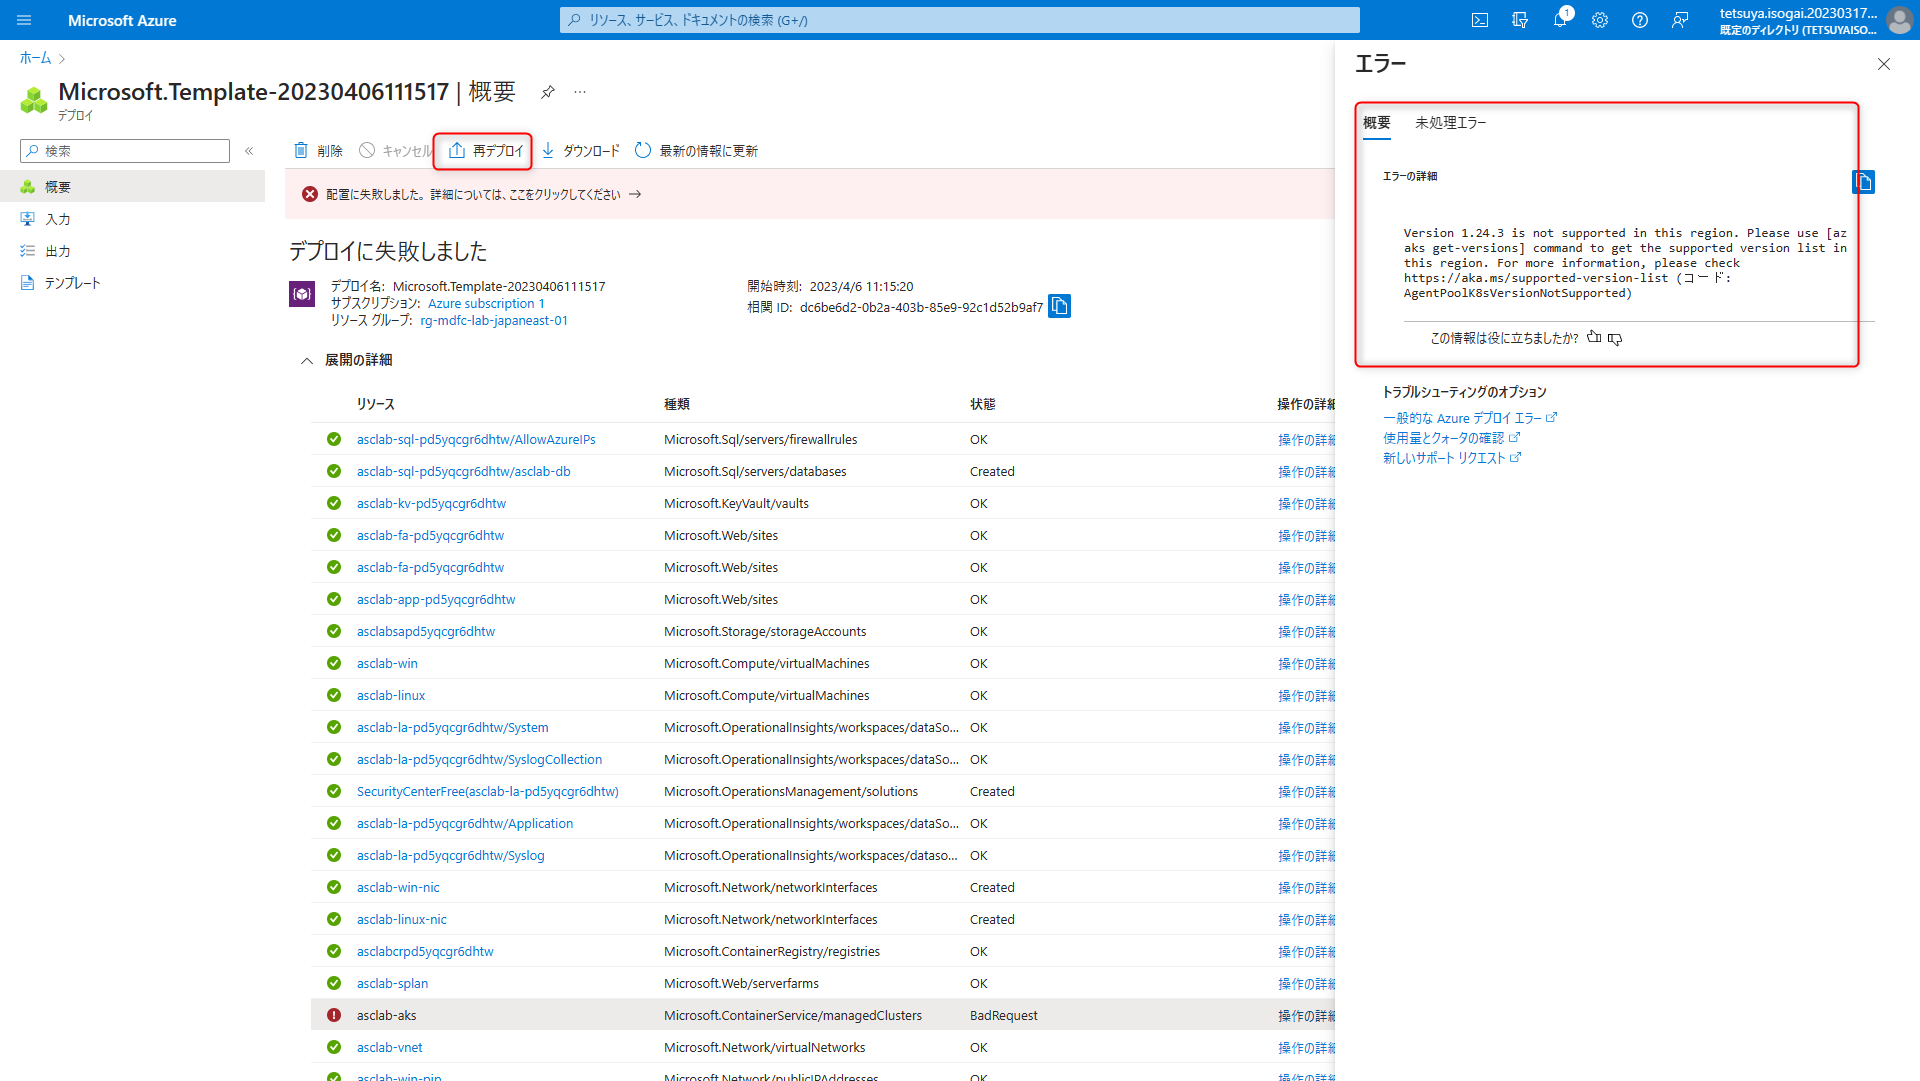 Microsoft Azure
リソース、サービス、ドキュメントの検索 (G+/)
1
tetsuya.isogai.20230317...
既定のディレクトリ (TETSUYAISO...
ホーム
Microsoft.Template-20230406111517 | 概要
デプロイ
検索
概要
入力
出力
テンプレート
削除
キャンセル
再デプロイ
ダウンロード
最新の情報に更新
配置に失敗しました。詳細については、ここをクリックしてください →
デプロイに失敗しました
デプロイ名: Microsoft.Template-20230406111517
サブスクリプション: Azure subscription 1
リソース グループ: rg-mdfc-lab-japaneast-01
開始時刻: 2023/4/6 11:15:20
相関 ID: dc6be6d2-0b2a-403b-85e9-92c1d52b9af7
展開の詳細
リソース 種類 状態 操作の詳細
asclab-sql-pd5yqcgr6dhtw/AllowAzureIPs Microsoft.Sql/servers/firewallrules OK 操作の詳細
asclab-sql-pd5yqcgr6dhtw/asclab-db Microsoft.Sql/servers/databases Created 操作の詳細
asclab-kv-pd5yqcgr6dhtw Microsoft.KeyVault/vaults OK 操作の詳細
asclab-fa-pd5yqcgr6dhtw Microsoft.Web/sites OK 操作の詳細
asclab-fa-pd5yqcgr6dhtw Microsoft.Web/sites OK 操作の詳細
asclab-app-pd5yqcgr6dhtw Microsoft.Web/sites OK 操作の詳細
asclabsapd5yqcgr6dhtw Microsoft.Storage/storageAccounts OK 操作の詳細
asclab-win Microsoft.Compute/virtualMachines OK 操作の詳細
asclab-linux Microsoft.Compute/virtualMachines OK 操作の詳細
asclab-la-pd5yqcgr6dhtw/System Microsoft.OperationalInsights/workspaces/dataSo... OK 操作の詳細
asclab-la-pd5yqcgr6dhtw/SyslogCollection Microsoft.OperationalInsights/workspaces/dataSo... OK 操作の詳細
SecurityCenterFree(asclab-la-pd5yqcgr6dhtw) Microsoft.OperationsManagement/solutions Created 操作の詳細
asclab-la-pd5yqcgr6dhtw/Application Microsoft.OperationalInsights/workspaces/dataSo... OK 操作の詳細
asclab-la-pd5yqcgr6dhtw/Syslog Microsoft.OperationalInsights/workspaces/dataso... OK 操作の詳細
asclab-win-nic Microsoft.Network/networkInterfaces Created 操作の詳細
asclab-linux-nic Microsoft.Network/networkInterfaces Created 操作の詳細
asclabcrpd5yqcgr6dhtw Microsoft.ContainerRegistry/registries OK 操作の詳細
asclab-splan Microsoft.Web/serverfarms OK 操作の詳細
asclab-aks Microsoft.ContainerService/managedClusters BadRequest 操作の詳細
asclab-vnet Microsoft.Network/virtualNetworks OK 操作の詳細
asclab-win-pip Microsoft.Network/publicIPAddresses OK 操作の詳細
エラー
概要 未処理エラー
エラーの詳細
Version 1.24.3 is not supported in this region. Please use [az
aks get-versions] command to get the supported version list in
this region. For more information, please check
https://aka.ms/supported-version-list (コード:
AgentPoolK8sVersionNotSupported)
この情報は役に立ちましたか?
トラブルシューティングのオプション
一般的な Azure デプロイ エラー
使用量とクォータの確認
新しいサポート リクエスト